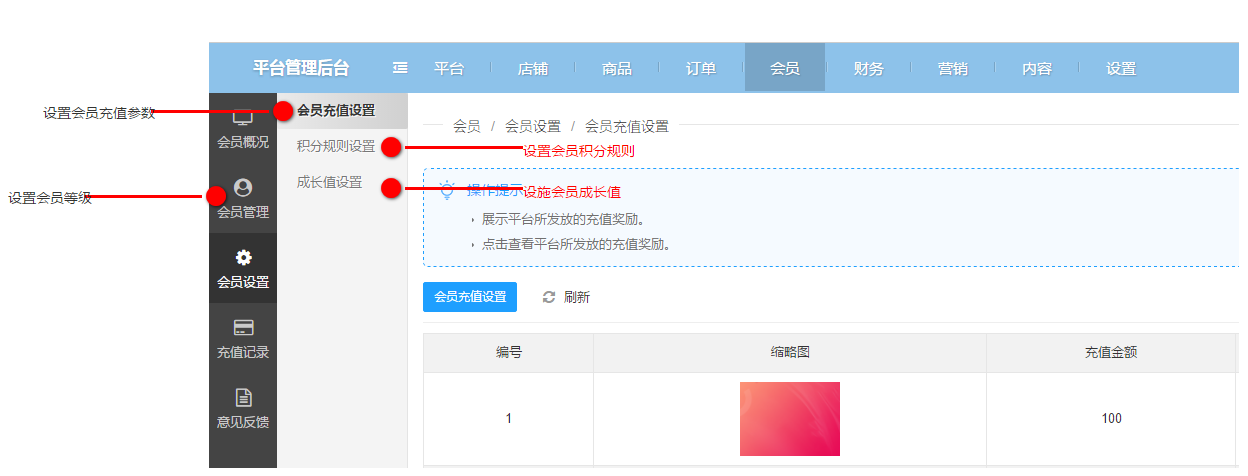 平台管理后台 平台 店铺 商品 订单 会员 财务 营销 内容 设置
设置会员充值参数
会员充值设置
会员 / 会员设置 / 会员充值设置
会员概况
积分规则设置
设置会员积分规则
成长值设置
操作提示
设施会员成长值
设置会员等级
会员管理
展示平台所发放的充值奖励。
点击查看平台所发放的充值奖励。
会员设置
会员充值设置 刷新
充值记录
编号 缩略图 充值金额
意见反馈
1 100